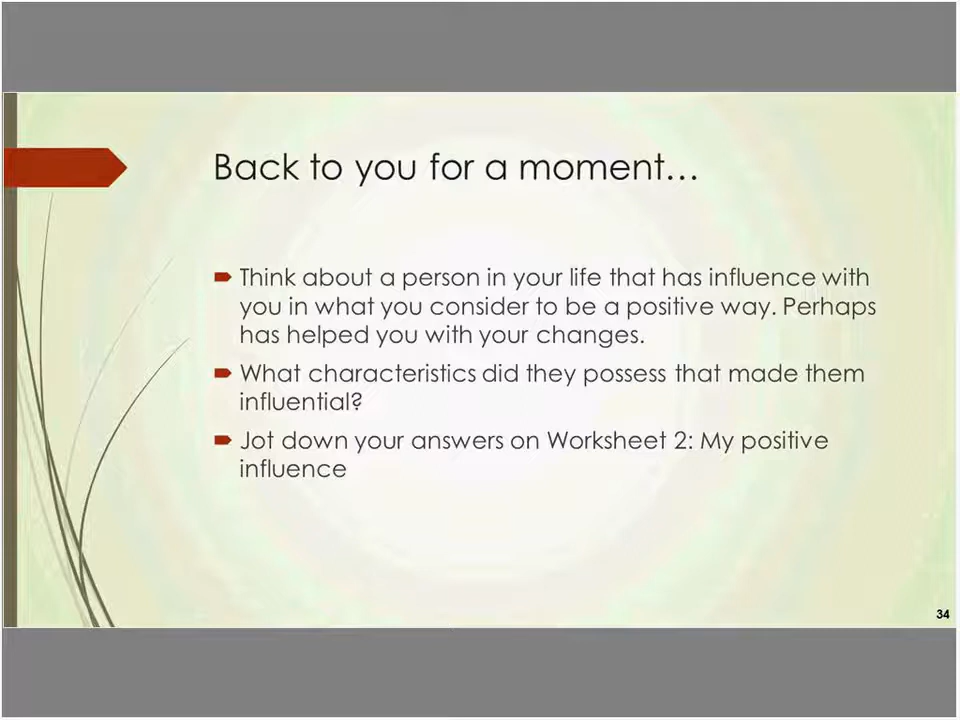 Back to you for a moment…
Think about a person in your life that has influence with
you in what you consider to be a positive way. Perhaps
has helped you with your changes.
What characteristics did they possess that made them
influential?
Jot down your answers on Worksheet 2: My positive
influence
34